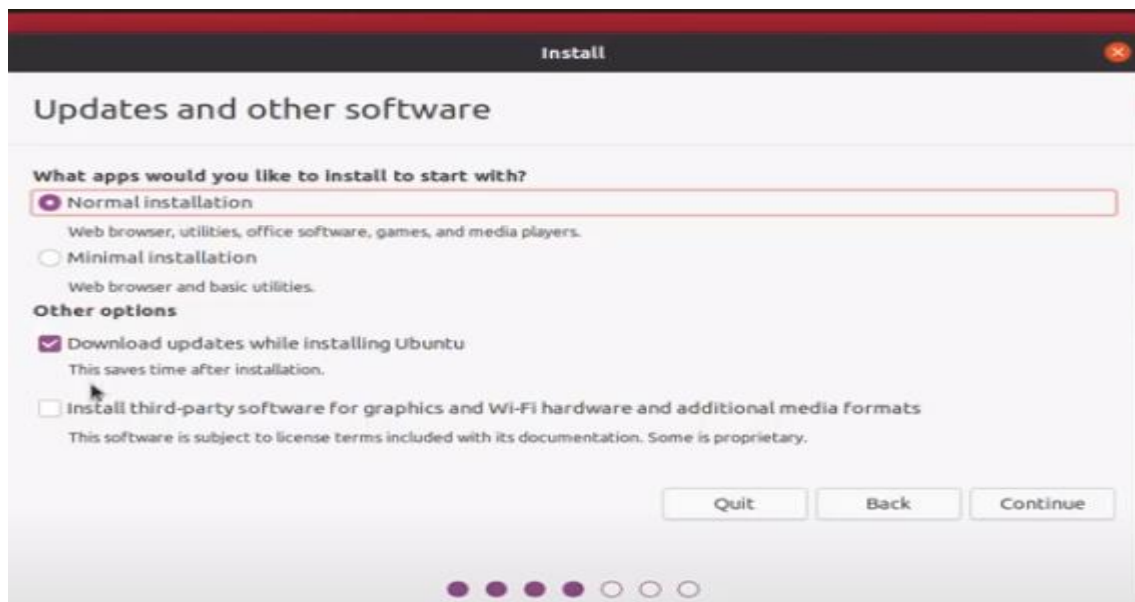 Install
Updates and other software
What apps would you like to install to start with?
Normal installation
Web browser, utilities, office software, games, and media players.
Minimal installation
Web browser and basic utilities.
Other options
Download updates while installing Ubuntu
This saves time after installation.
Install third-party software for graphics and Wi-Fi hardware and additional media formats
This software is subject to license terms included with its documentation. Some is proprietary.
Quit Back Continue